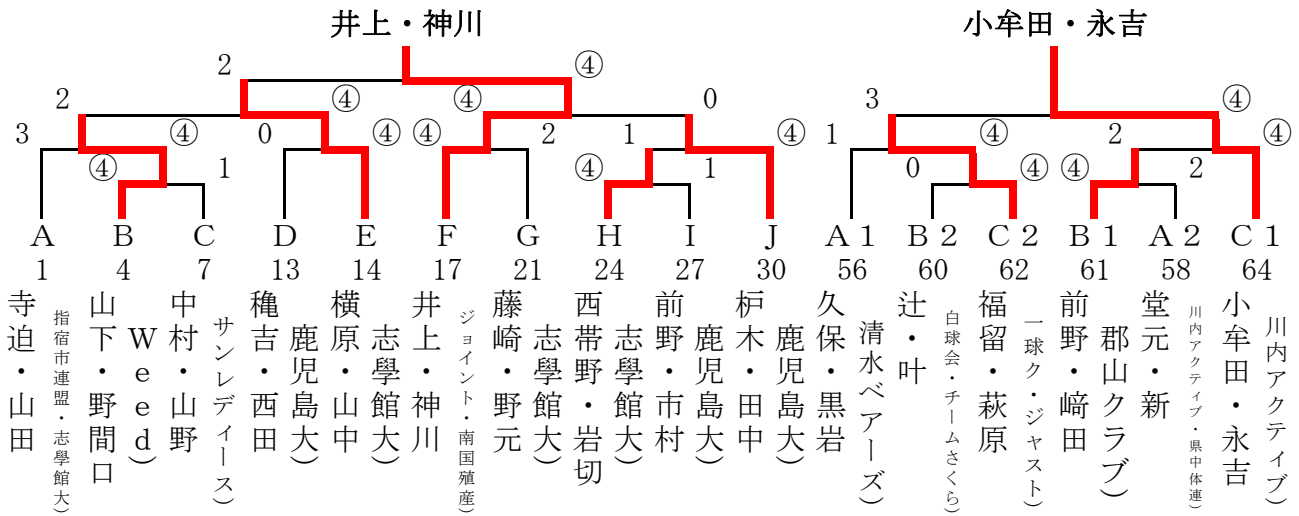 井上・神川
小牟田・永吉
2 ④
2 ④ ④ 0 3 ④
3 ④ 0 ④ ④ 2 1 ④ 1 ④ 2 ④
④ 1 ④ 1 0 ④ ④ 2
A B C D E F G H I J A1 B2 C2 B1 A2 C1
1 4 7 13 14 17 21 24 27 30 56 60 62 61 58 64
寺迫・山田
指宿市連盟・志學館大)
山下・野間口
Weed)
中村・山野
サンレディース)
穐吉・西田
鹿児島大)
横原・山中
志學館大)
井上・神川
ジョイント・南国殖産)
藤崎・野元
志學館大)
西帯野・岩切
志學館大)
前野・市村
鹿児島大)
枦木・田中
鹿児島大)
久保・黒岩
清水ベアーズ)
辻・叶
白球会・チームさくら)
福留・萩原
一球ク・ジャスト)
前野・﨑田
郡山クラブ)
堂元・新
川内アクティブ・県中体連)
小牟田・永吉
川内アクティブ)